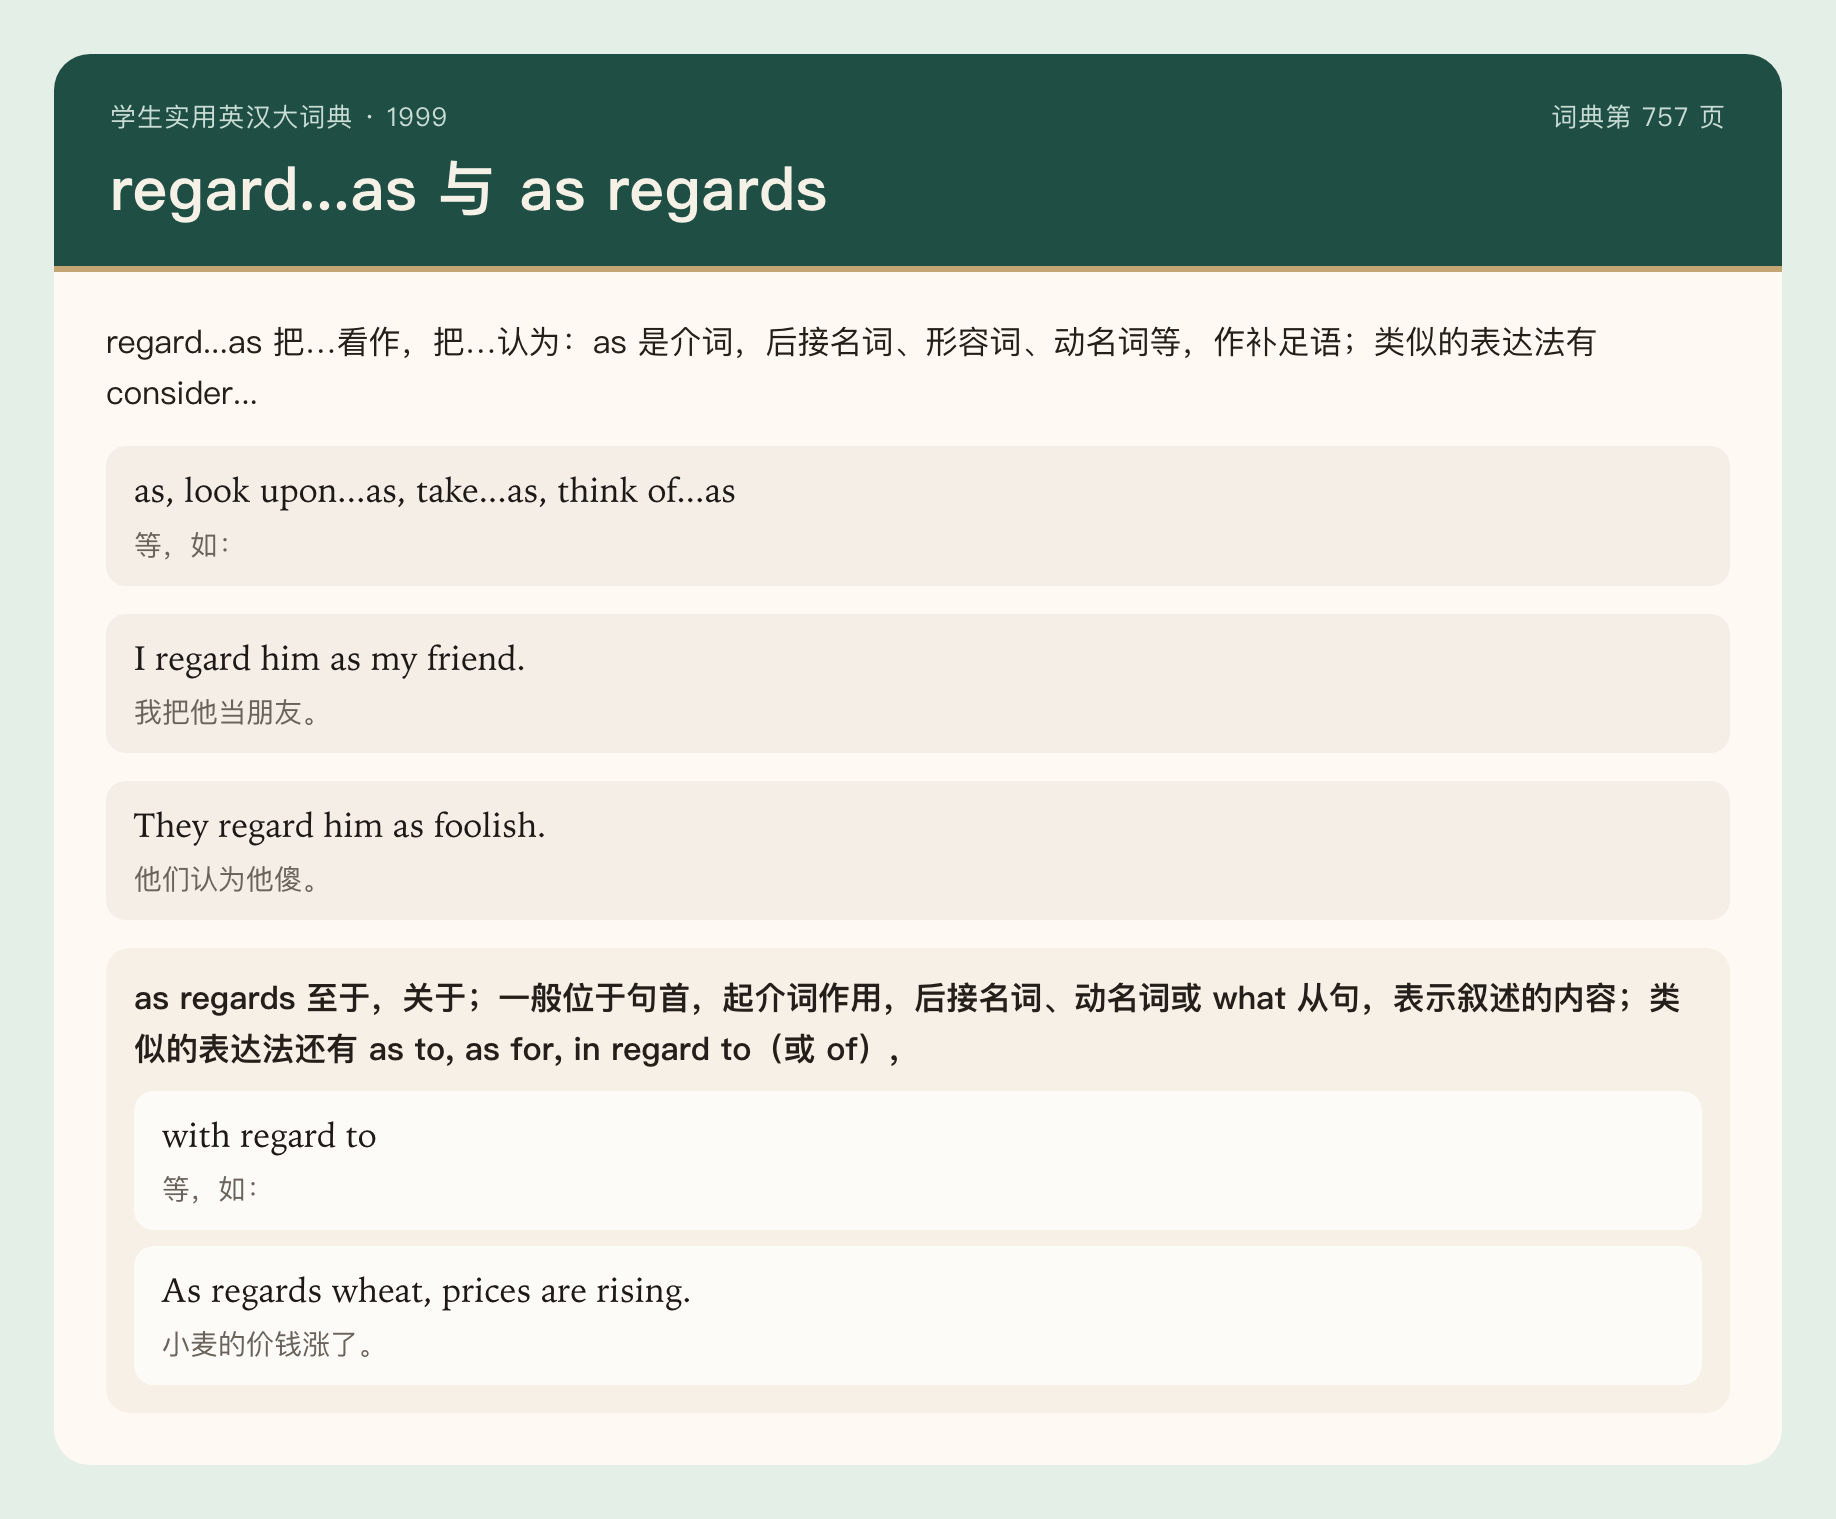 学生实用英汉大词典 · 1999
词典第 757 页
regard...as 与 as regards
regard...as 把…看作，把…认为：as 是介词，后接名词、形容词、动名词等，作补足语；类似的表达法有
consider...
as, look upon...as, take...as, think of...as
等，如：
I regard him as my friend.
我把他当朋友。
They regard him as foolish.
他们认为他傻。
as regards 至于，关于；一般位于句首，起介词作用，后接名词、动名词或 what 从句，表示叙述的内容；类
似的表达法还有 as to, as for, in regard to（或 of），
with regard to
等，如：
As regards wheat, prices are rising.
小麦的价钱涨了。